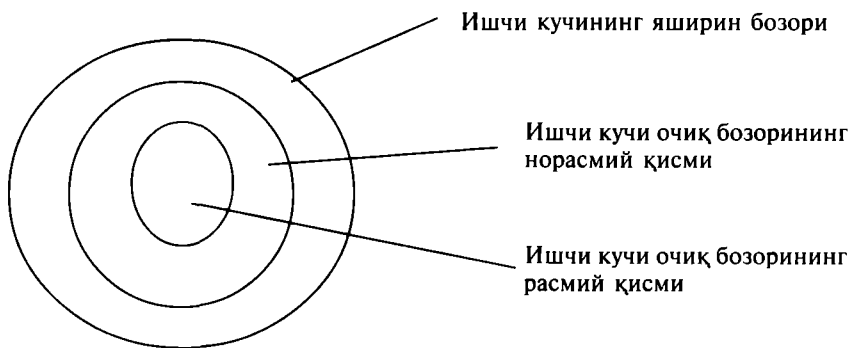 Ишчи кучининг яширин бозори
Ишчи кучи очиқ бозорининг
норасмий қисми
Ишчи кучи очиқ бозорининг
расмий қисми